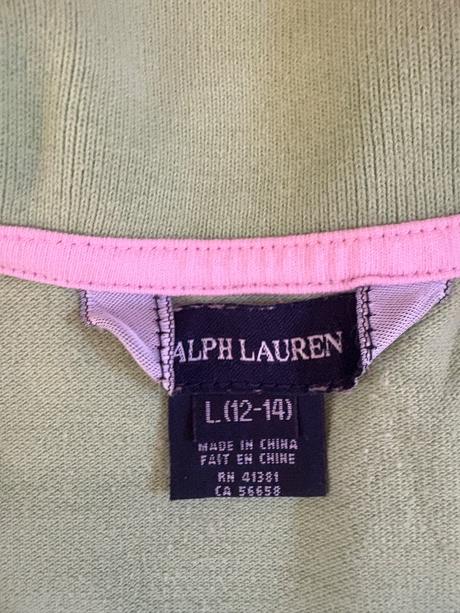 ALPH LAUREN
L (12-14)
MADE IN CHINA
FAIT EN CHINE
RN 41381
CA 56658